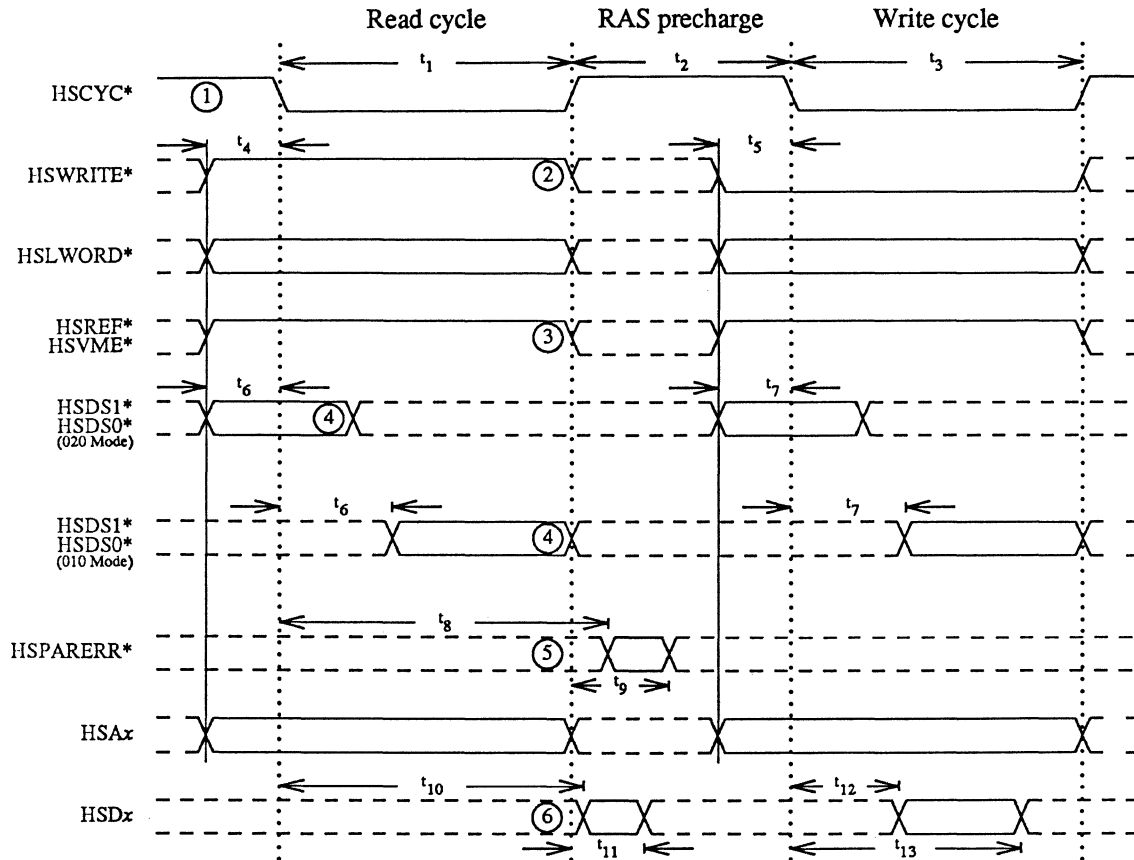 Read cycle RAS precharge Write cycle
t1 t2 t3
HSCYC* 1
t4 t5
HSWRITE* 2
HSLWORD*
HSREF*
HSVME* 3
t6 t7
HSDS1*
HSDS0* 4
(020 Mode)
t6 t7
HSDS1*
HSDS0* 4
(010 Mode)
t8
HSPARERR* 5
t9
HSAx
t10 t12
HSDx 6
t11 t13